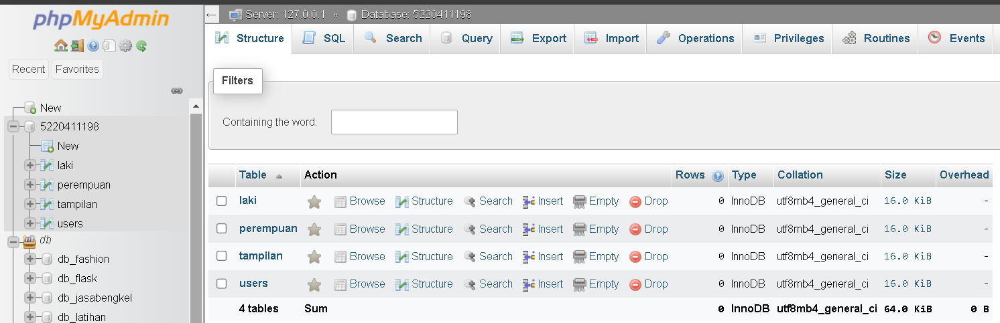 phpMyAdmin
Recent Favorites
New
5220411198
New
laki
perempuan
tampilan
users
db
db_fashion
db_flask
db_jasabengkel
db_latihan
Server: 127.0.0.1 » Database: 5220411198
Structure SQL Search Query Export Import Operations Privileges Routines Events
Filters
Containing the word:
Table Action Rows Type Collation Size Overhead
laki Browse Structure Search Insert Empty Drop 0 InnoDB utf8mb4_general_ci 16.0 KiB -
perempuan Browse Structure Search Insert Empty Drop 0 InnoDB utf8mb4_general_ci 16.0 KiB -
tampilan Browse Structure Search Insert Empty Drop 0 InnoDB utf8mb4_general_ci 16.0 KiB -
users Browse Structure Search Insert Empty Drop 0 InnoDB utf8mb4_general_ci 16.0 KiB -
4 tables Sum 0 InnoDB utf8mb4_general_ci 64.0 KiB 0 B